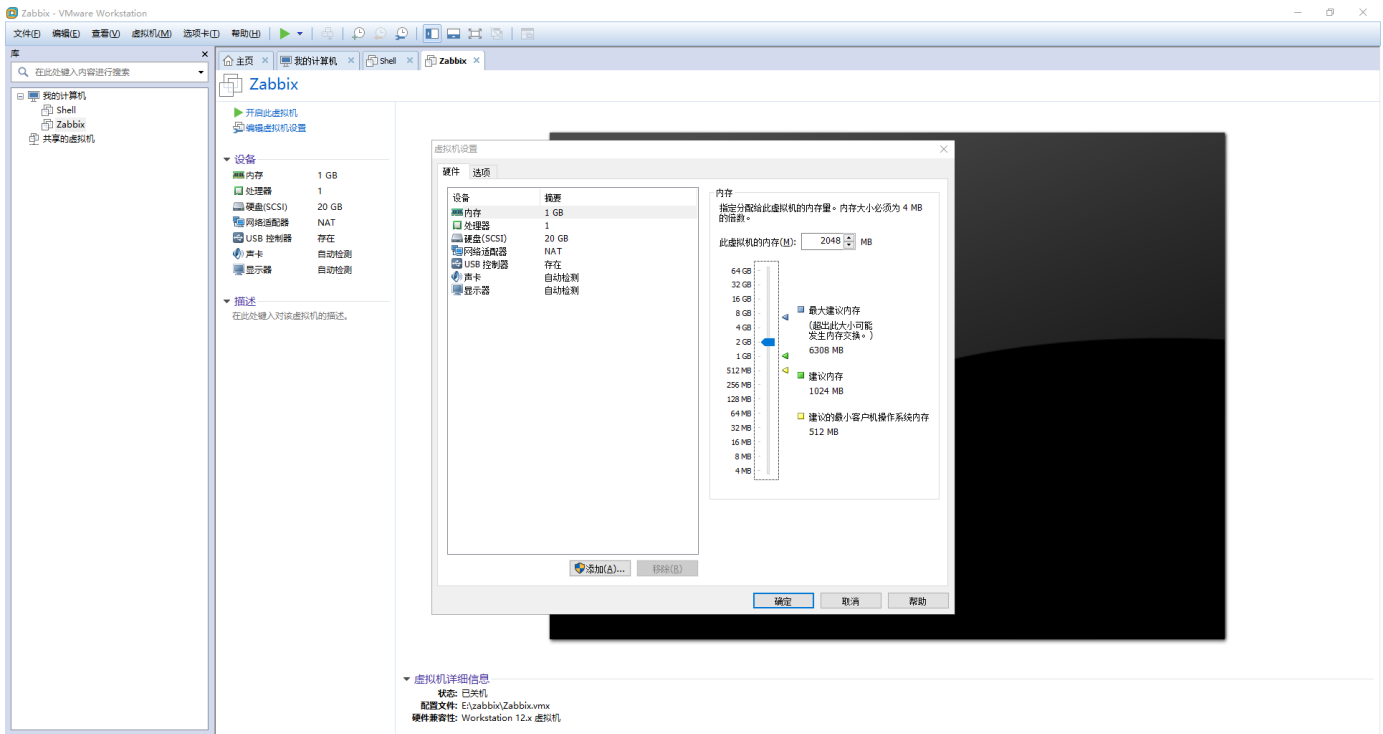 Zabbix - VMware Workstation
文件(F) 编辑(E) 查看(V) 虚拟机(M) 选项卡(T) 帮助(H)
库
在此处键入内容进行搜索
我的计算机
Shell
Zabbix
共享的虚拟机
主页 我的计算机 Shell Zabbix
Zabbix
开启此虚拟机
编辑虚拟机设置
设备
内存 1 GB
处理器 1
硬盘(SCSI) 20 GB
网络适配器 NAT
USB 控制器 存在
声卡 自动检测
显示器 自动检测
描述
在此处键入对该虚拟机的描述。
虚拟机设置
硬件 选项
设备 摘要
内存 1 GB
处理器 1
硬盘(SCSI) 20 GB
网络适配器 NAT
USB 控制器 存在
声卡 自动检测
显示器 自动检测
添加(A)... 移除(R)
内存
指定分配给此虚拟机的内存量。内存大小必须为 4 MB
的倍数。
此虚拟机的内存(M): 2048 MB
64 GB
32 GB
16 GB
8 GB
4 GB
2 GB
1 GB
512 MB
256 MB
128 MB
64 MB
32 MB
16 MB
8 MB
4 MB
最大建议内存
(超出此大小可能
发生内存交换。)
6308 MB
建议内存
1024 MB
建议的最小客户机操作系统内存
512 MB
确定 取消 帮助
虚拟机详细信息
状态: 已关机
配置文件: E:\zabbix\Zabbix.vmx
硬件兼容性: Workstation 12.x 虚拟机